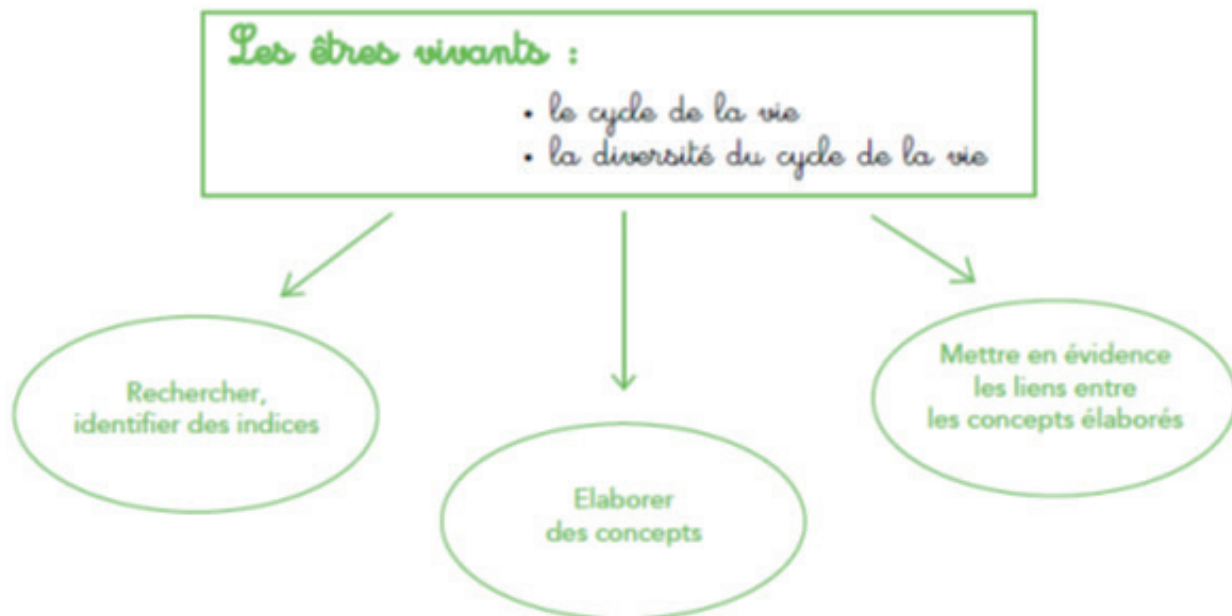 Les êtres vivants :
• le cycle de la vie
• la diversité du cycle de la vie
Rechercher,
identifier des indices
Elaborer
des concepts
Mettre en évidence
les liens entre
les concepts élaborés